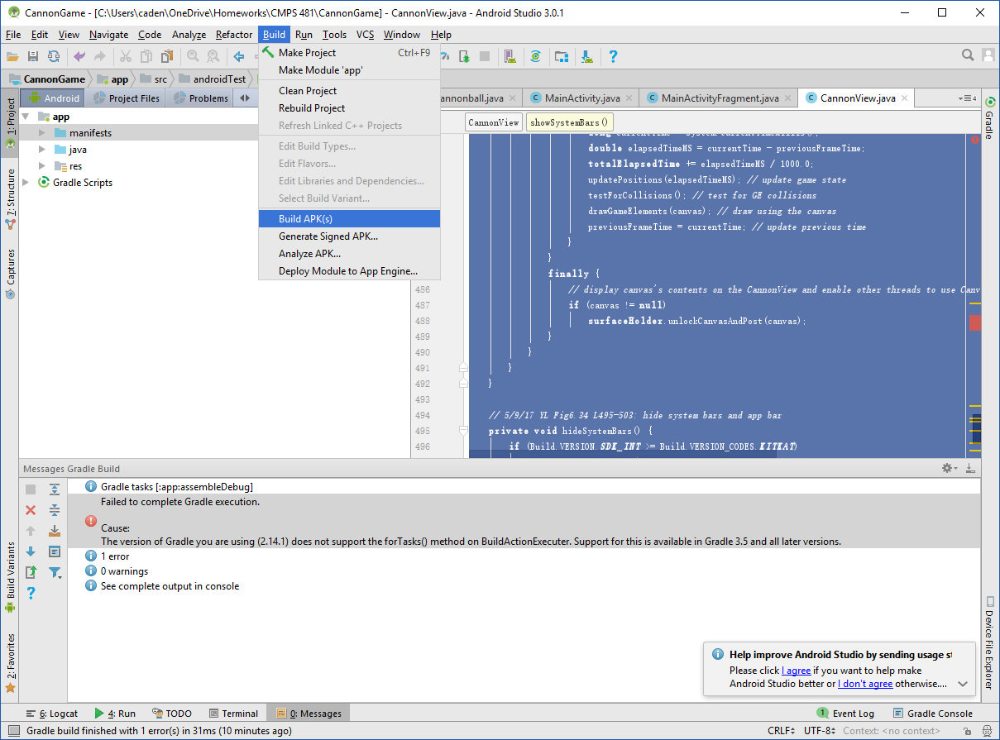 CannonGame - [C:\Users\caden\OneDrive\Homeworks\CMPS 481\CannonGame] - CannonView.java - Android Studio 3.0.1
File Edit View Navigate Code Analyze Refactor Build Run Tools VCS Window Help
CannonGame app src androidTest
Android Project Files Problems
annonball.java MainActivity.java MainActivityFragment.java CannonView.java 4
1: Project
7: Structure
Captures
Build Variants
2: Favorites
app
manifests
java
res
Gradle Scripts
Make Project Ctrl+F9
Make Module 'app'
Clean Project
Rebuild Project
Refresh Linked C++ Projects
Edit Build Types...
Edit Flavors...
Edit Libraries and Dependencies...
Select Build Variant...
Build APK(s)
Generate Signed APK...
Analyze APK...
Deploy Module to App Engine...
CannonView showSystemBars()
long currentTime = System.currentTimeMillis();
double elapsedTimeMS = currentTime - previousFrameTime;
totalElapsedTime += elapsedTimeMS / 1000.0;
updatePositions(elapsedTimeMS); // update game state
testForCollisions(); // test for GE collisions
drawGameElements(canvas); // draw using the canvas
previousFrameTime = currentTime; // update previous time
}
}
finally {
486 // display canvas's contents on the CannonView and enable other threads to use Canv
487 if (canvas != null)
488 surfaceHolder.unlockCanvasAndPost(canvas);
489 }
490 }
491 }
492 }
493
494 // 5/9/17 YL Fig6.34 L495-503: hide system bars and app bar
495 private void hideSystemBars() {
496 if (Build.VERSION.SDK_INT >= Build.VERSION_CODES.KITKAT)
Gradle
Device File Explorer
Messages Gradle Build
Gradle tasks [:app:assembleDebug]
Failed to complete Gradle execution.
Cause:
The version of Gradle you are using (2.14.1) does not support the forTasks() method on BuildActionExecuter. Support for this is available in Gradle 3.5 and all later versions.
1 error
0 warnings
See complete output in console
Help improve Android Studio by sending usage st
Please click I agree if you want to help make
Android Studio better or I don't agree otherwise....
6: Logcat 4: Run TODO Terminal 0: Messages 1 Event Log Gradle Console
Gradle build finished with 1 error(s) in 31ms (10 minutes ago) CRLF UTF-8 Context: <no context>